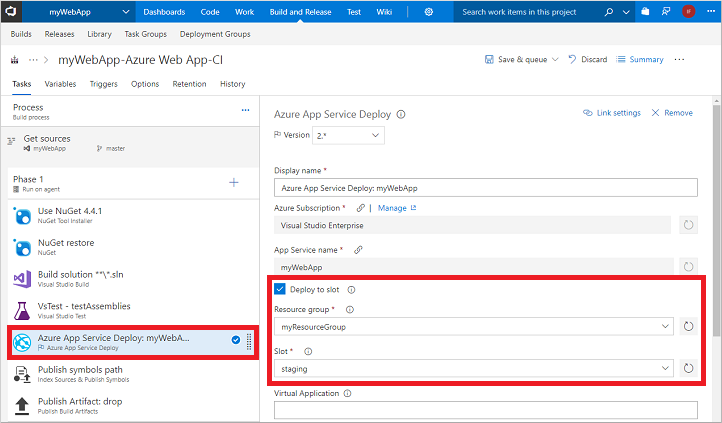 myWebApp
Dashboards Code Work Build and Release Test Wiki
Search work items in this project
Builds Releases Library Task Groups Deployment Groups
··· > myWebApp-Azure Web App-CI
Save & queue Discard Summary ···
Tasks Variables Triggers Options Retention History
Process
Build process
···
Get sources
myWebApp master
Phase 1
Run on agent
Use NuGet 4.4.1
NuGet Tool Installer
NuGet restore
NuGet
Build solution **\*.sln
Visual Studio Build
VsTest - testAssemblies
Visual Studio Test
Azure App Service Deploy: myWebA...
Azure App Service Deploy
Publish symbols path
Index Sources & Publish Symbols
Publish Artifact: drop
Publish Build Artifacts
Azure App Service Deploy
Link settings Remove
Version 2.*
Display name *
Azure App Service Deploy: myWebApp
Azure Subscription * | Manage
Visual Studio Enterprise
App Service name *
myWebApp
Deploy to slot
Resource group *
myResourceGroup
Slot *
staging
Virtual Application